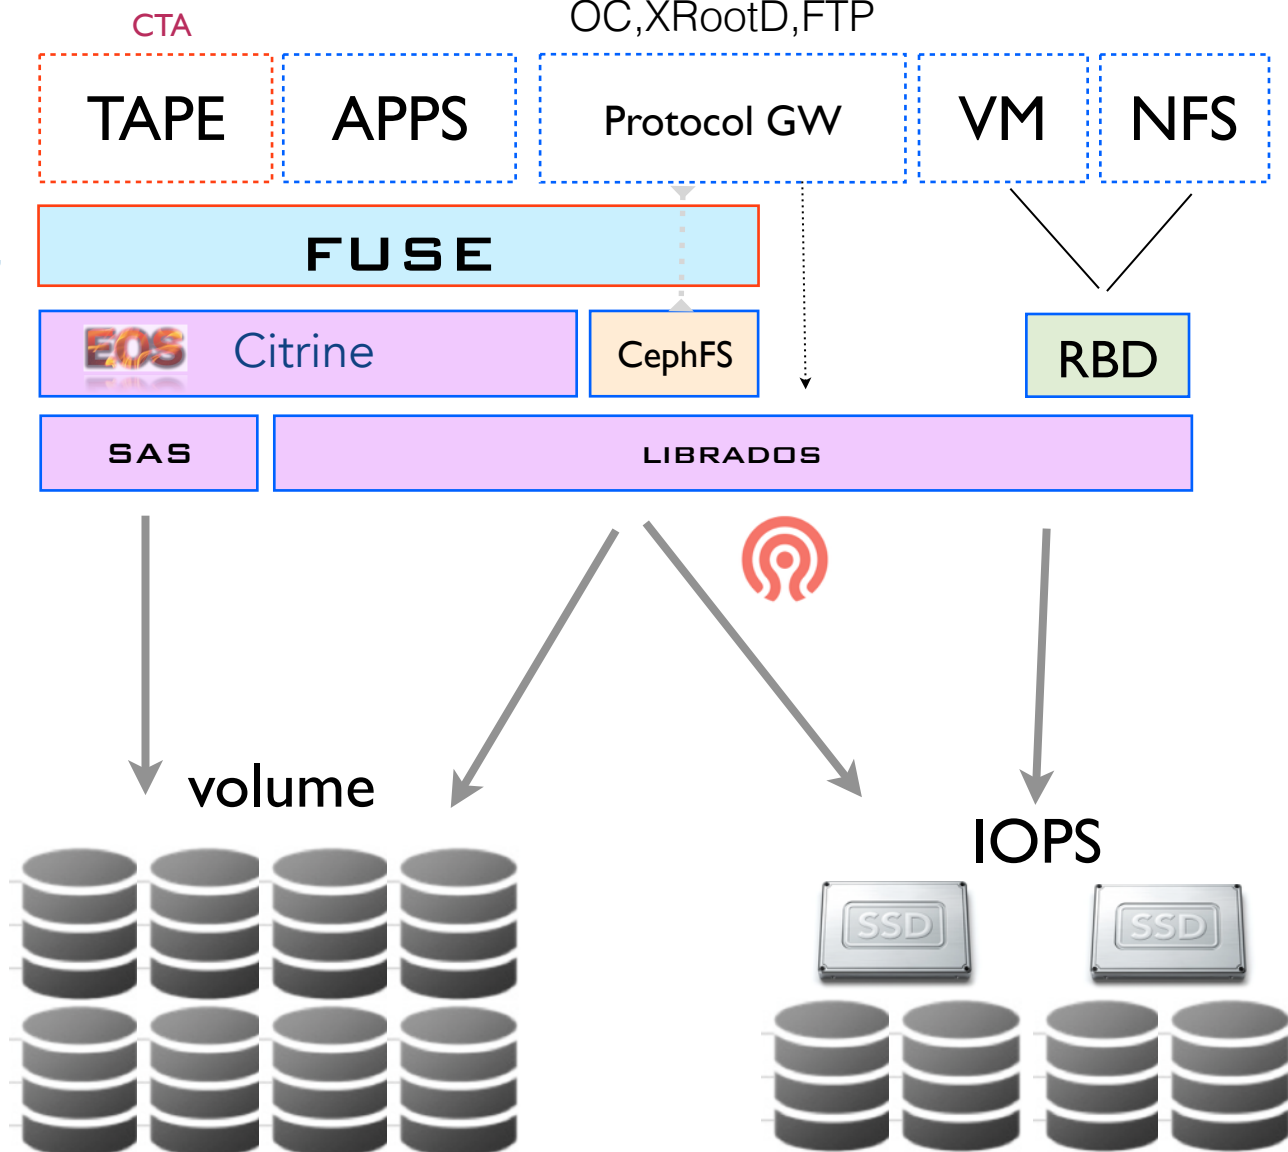 CTA
OC,XRootD,FTP
TAPE
APPS
Protocol GW
VM
NFS
FUSE
EOS
Citrine
CephFS
RBD
SAS
LIBRADOS
volume
IOPS
SSD
SSD